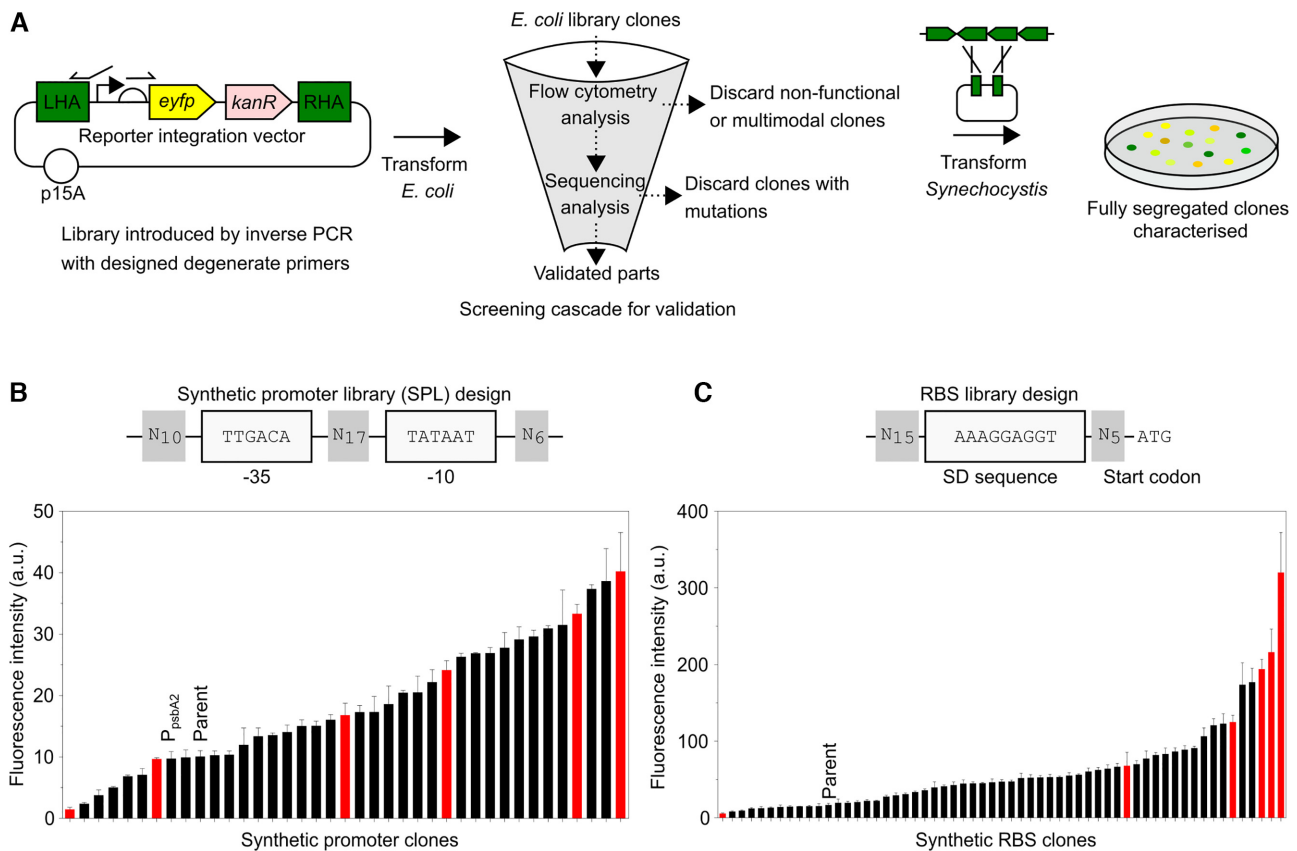 A
LHA
eyfp
kanR
RHA
Reporter integration vector
p15A
Library introduced by inverse PCR
with designed degenerate primers
Transform
E. coli
E. coli library clones
Flow cytometry
analysis
Sequencing
analysis
Validated parts
Screening cascade for validation
Discard non-functional
or multimodal clones
Discard clones with
mutations
Transform
Synechocystis
Fully segregated clones
characterised
B
Synthetic promoter library (SPL) design
N10 TTGACA N17 TATAAT N6
-35 -10
Fluorescence intensity (a.u.)
50
40
30
20
10
0
PpsbA2
Parent
Synthetic promoter clones
C
RBS library design
N15 AAAGGAGGT N5 ATG
SD sequence Start codon
Fluorescence intensity (a.u.)
400
300
200
100
0
Parent
Synthetic RBS clones